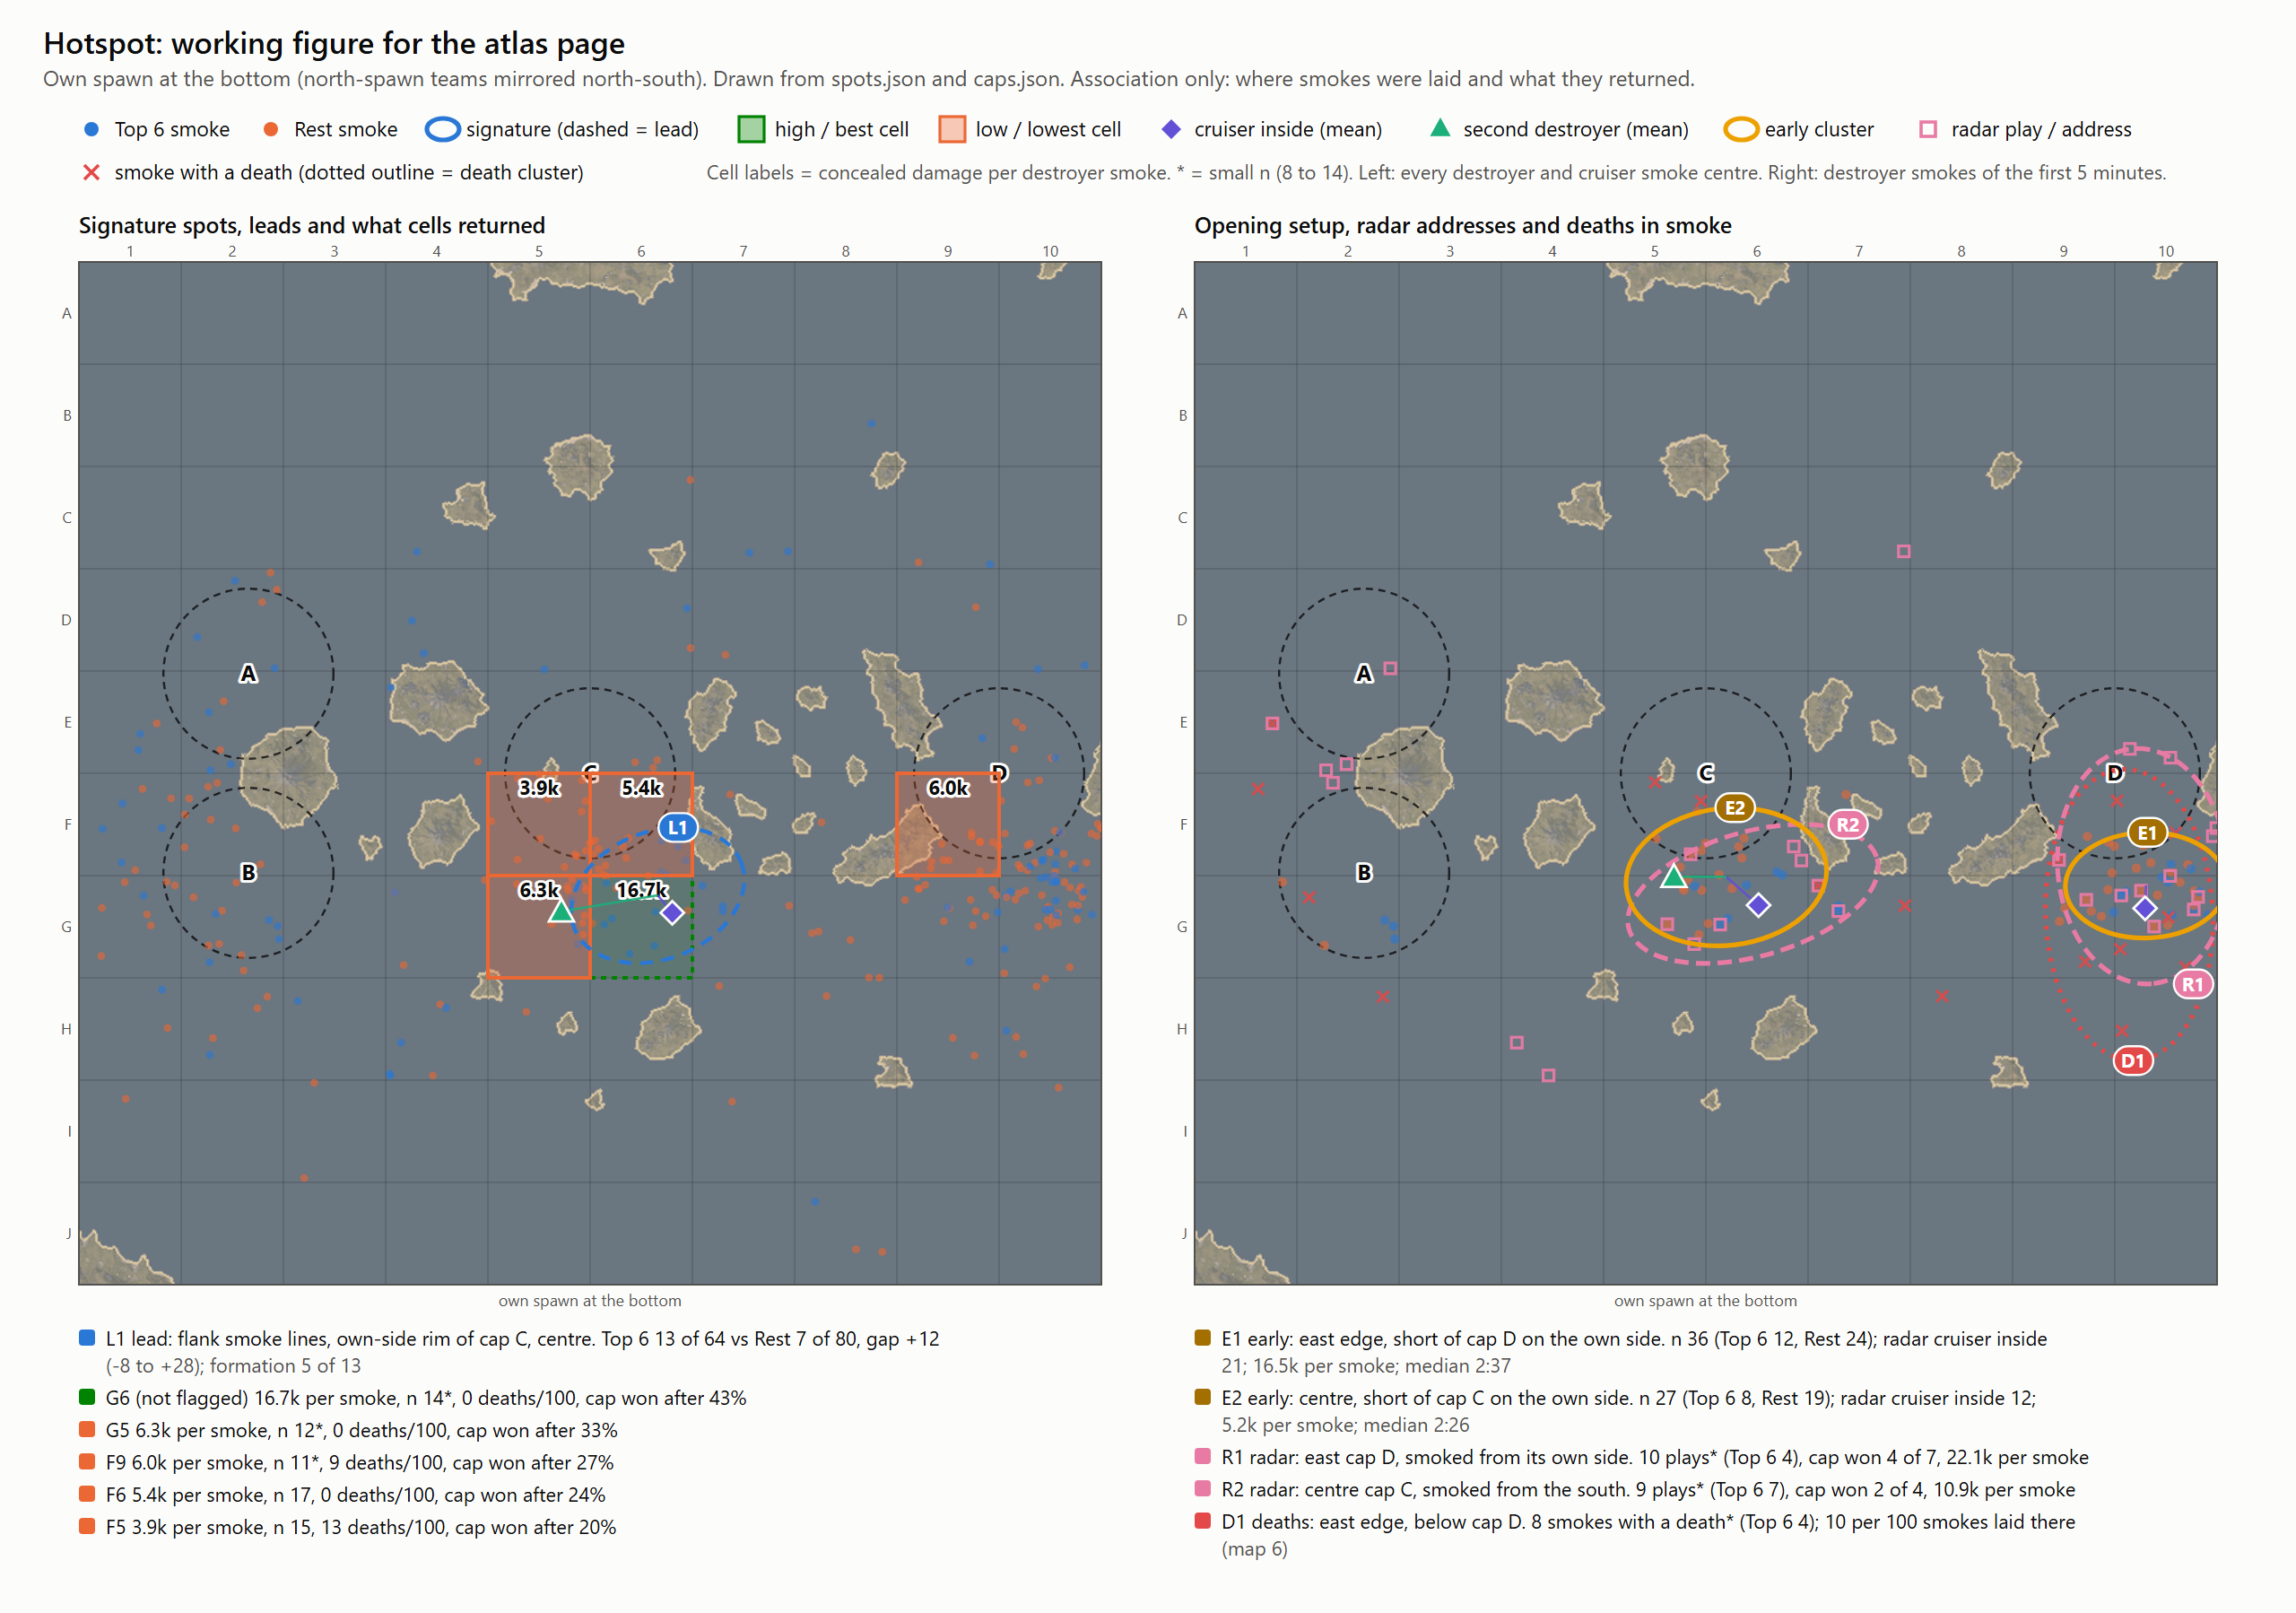 Hotspot: working figure for the atlas page
Own spawn at the bottom (north-spawn teams mirrored north-south). Drawn from spots.json and caps.json. Association only: where smokes were laid and what they returned.
Top 6 smoke Rest smoke signature (dashed = lead) high / best cell low / lowest cell cruiser inside (mean) second destroyer (mean) early cluster radar play / address
smoke with a death (dotted outline = death cluster) Cell labels = concealed damage per destroyer smoke. * = small n (8 to 14). Left: every destroyer and cruiser smoke centre. Right: destroyer smokes of the first 5 minutes.
Signature spots, leads and what cells returned
1 2 3 4 5 6 7 8 9 10
A
B
C
D
A
E
C D
3.9k 5.4k 6.0k
F
L1
B
6.3k 16.7k
G
H
I
J
own spawn at the bottom
L1 lead: flank smoke lines, own-side rim of cap C, centre. Top 6 13 of 64 vs Rest 7 of 80, gap +12
(-8 to +28); formation 5 of 13
G6 (not flagged) 16.7k per smoke, n 14*, 0 deaths/100, cap won after 43%
G5 6.3k per smoke, n 12*, 0 deaths/100, cap won after 33%
F9 6.0k per smoke, n 11*, 9 deaths/100, cap won after 27%
F6 5.4k per smoke, n 17, 0 deaths/100, cap won after 24%
F5 3.9k per smoke, n 15, 13 deaths/100, cap won after 20%
Opening setup, radar addresses and deaths in smoke
1 2 3 4 5 6 7 8 9 10
A
B
C
D
A
E
C D
E2
F R2
E1
B
G
R1
H
D1
I
J
own spawn at the bottom
E1 early: east edge, short of cap D on the own side. n 36 (Top 6 12, Rest 24); radar cruiser inside
21; 16.5k per smoke; median 2:37
E2 early: centre, short of cap C on the own side. n 27 (Top 6 8, Rest 19); radar cruiser inside 12;
5.2k per smoke; median 2:26
R1 radar: east cap D, smoked from its own side. 10 plays* (Top 6 4), cap won 4 of 7, 22.1k per smoke
R2 radar: centre cap C, smoked from the south. 9 plays* (Top 6 7), cap won 2 of 4, 10.9k per smoke
D1 deaths: east edge, below cap D. 8 smokes with a death* (Top 6 4); 10 per 100 smokes laid there
(map 6)